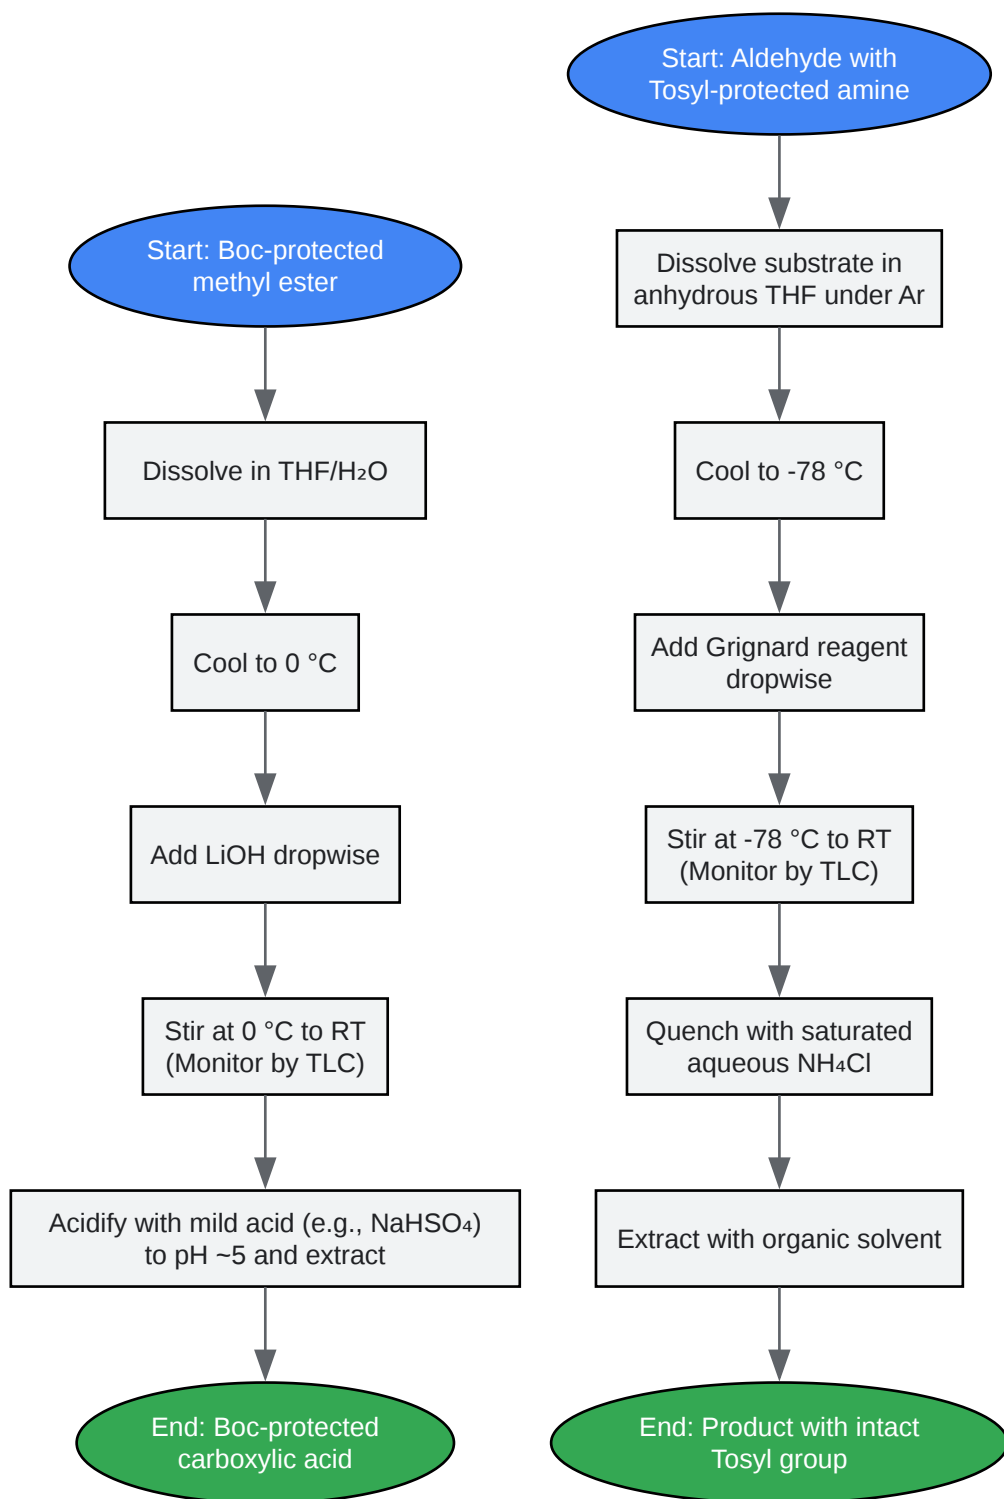 Start: Boc-protected
methyl ester
Dissolve in THF/H₂O
Cool to 0 °C
Add LiOH dropwise
Stir at 0 °C to RT
(Monitor by TLC)
Acidify with mild acid (e.g., NaHSO₄)
to pH ~5 and extract
End: Boc-protected
carboxylic acid
Start: Aldehyde with
Tosyl-protected amine
Dissolve substrate in
anhydrous THF under Ar
Cool to -78 °C
Add Grignard reagent
dropwise
Stir at -78 °C to RT
(Monitor by TLC)
Quench with saturated
aqueous NH₄Cl
Extract with organic solvent
End: Product with intact
Tosyl group